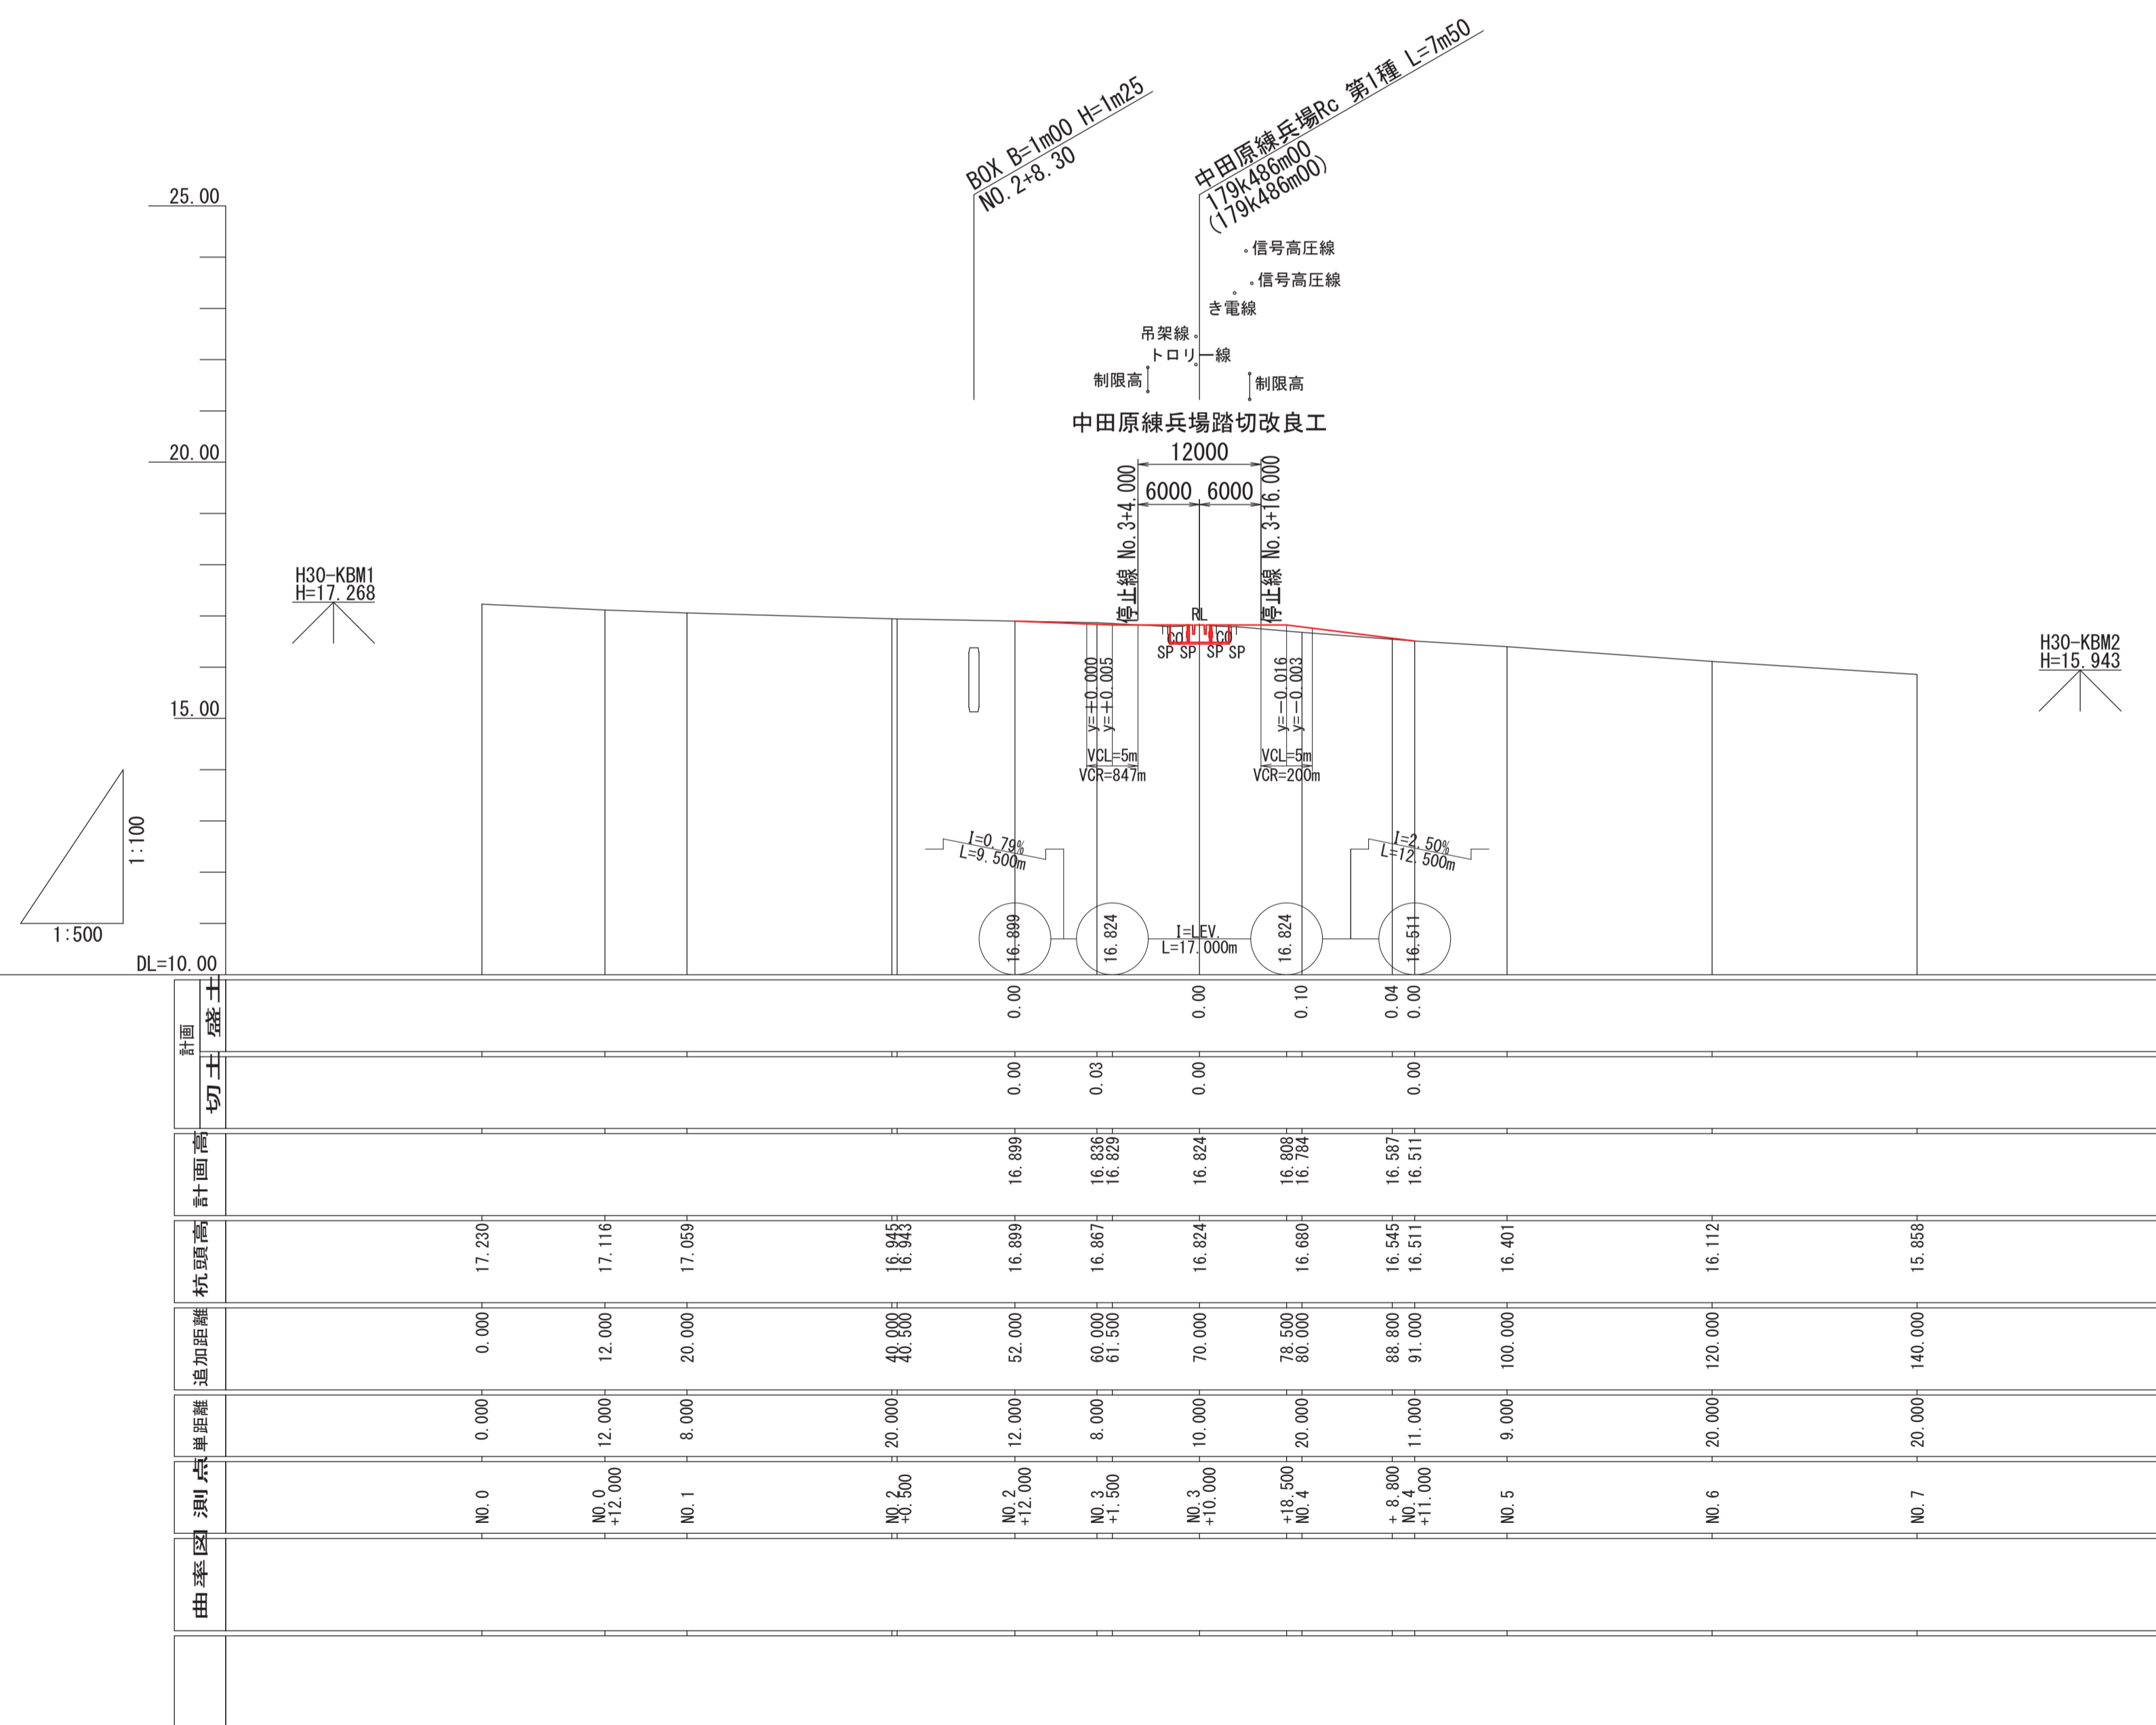 BOX B=1m00 H=1m25
NO.2+8.30
中田原練兵場Rc 第1種 L=7m50
179k486m00
(179k486m00)
信号高圧線
信号高圧線
き電線
吊架線
トロリー線
制限高
制限高
中田原練兵場踏切改良工
12000
6000 6000
停止線 No.3+4.000
停止線 No.3+16.000
25.00
20.00
15.00
DL=10.00
H30-KBM1
H=17.268
H30-KBM2
H=15.943
RL
CO CO
SP SP SP SP
y=+0.000
y=+0.005
y=-0.016
y=-0.003
VCL=5m
VCR=847m
VCL=5m
VCR=200m
1:100
1:500
I=0.79%
L=9.500m
I=2.50%
L=12.500m
16.899
16.824
I=LEV.
L=17.000m
16.824
16.511
計画
盛土 0.00 0.00 0.10 0.04 0.00
切土 0.00 0.03 0.00 0.00
計画高 16.899 16.836 16.829 16.824 16.808 16.784 16.587 16.511
杭頭高 17.230 17.116 17.059 16.945 16.943 16.899 16.867 16.824 16.680 16.545 16.511 16.401 16.112 15.858
追加距離 0.000 12.000 20.000 40.000 40.500 52.000 60.000 61.500 70.000 78.500 80.000 88.800 91.000 100.000 120.000 140.000
単距離 0.000 12.000 8.000 20.000 12.000 8.000 10.000 20.000 11.000 9.000 20.000 20.000
測点 NO.0 NO.0 +12.000 NO.1 NO.2 +0.500 NO.2 +12.000 NO.3 +1.500 NO.3 +10.000 +18.500 NO.4 + 8.800 NO.4 +11.000 NO.5 NO.6 NO.7
曲率図